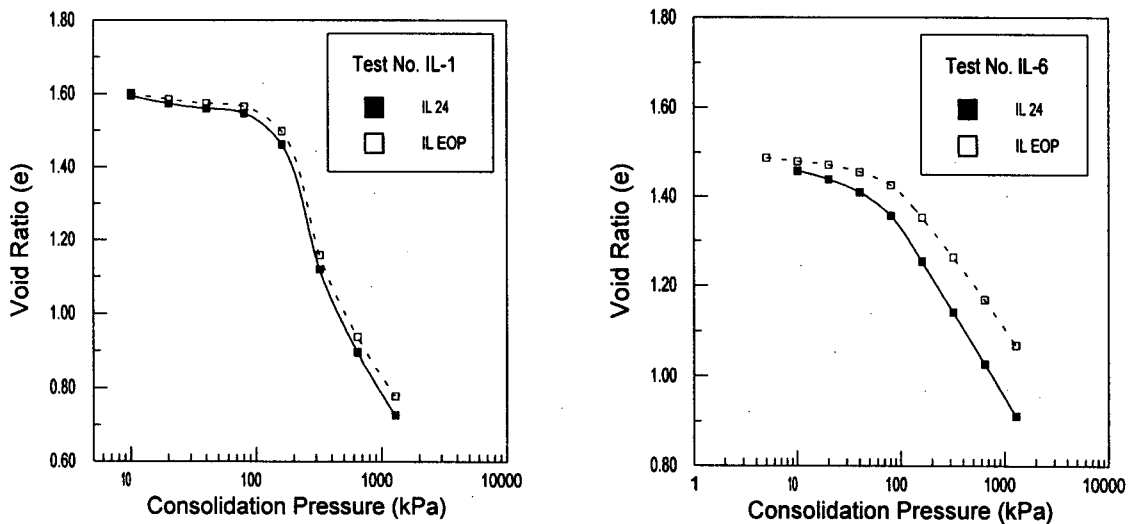 1.80
1.60
1.40
1.20
1.00
0.80
0.60
Void Ratio (e)
Test No. IL-1
IL 24
IL EOP
10
100
1000
10000
Consolidation Pressure (kPa)
1.80
1.60
1.40
1.20
1.00
0.80
Void Ratio (e)
Test No. IL-6
IL 24
IL EOP
1
10
100
1000
10000
Consolidation Pressure (kPa)